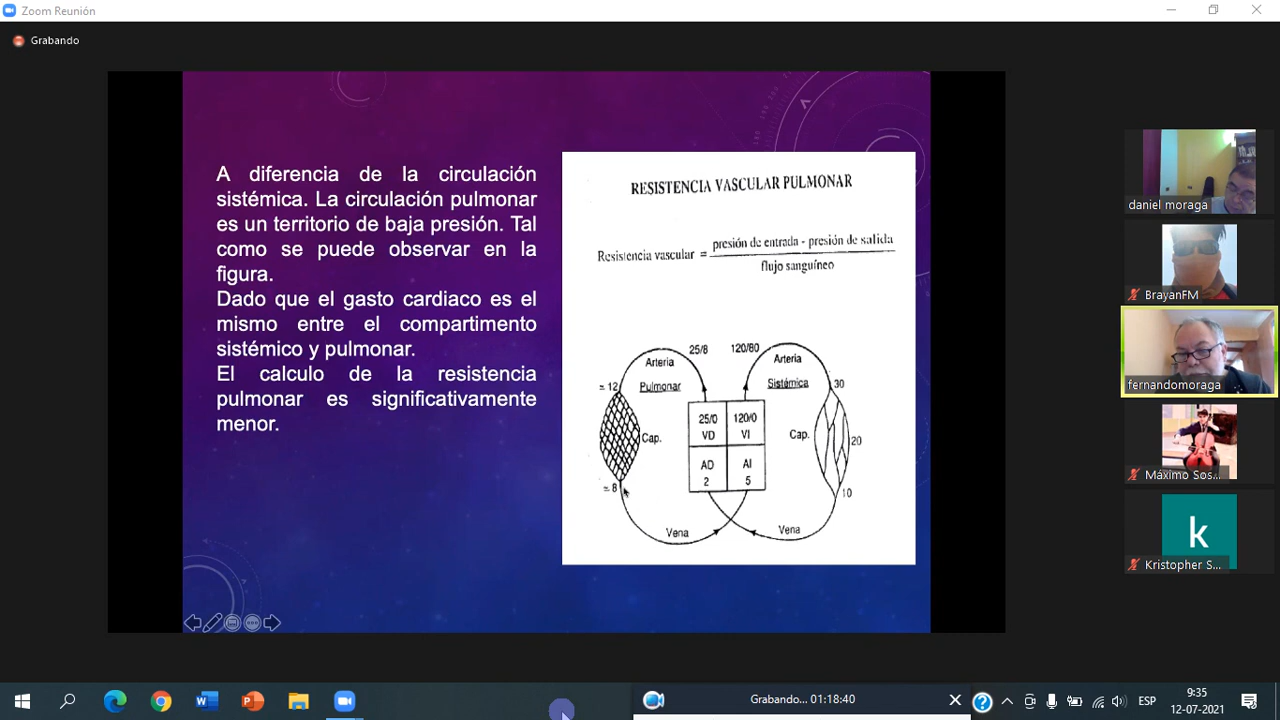 Zoom Reunión
Grabando
A diferencia de la circulación
sistémica. La circulación pulmonar
es un territorio de baja presión. Tal
como se puede observar en la
figura.
Dado que el gasto cardiaco es el
mismo entre el compartimento
sistémico y pulmonar.
El calculo de la resistencia
pulmonar es significativamente
menor.
RESISTENCIA VASCULAR PULMONAR
Resistencia vascular = presión de entrada - presión de salida
flujo sanguíneo
25/8 120/80
Arteria Arteria
= 12 Pulmonar Sistémica 30
25/0 120/0
VD VI
Cap. Cap. 20
AD AI
2 5
= 8 10
Vena Vena
daniel moraga
BrayanFM
fernandomoraga
Máximo Sos...
k
Kristopher S...
Grabando... 01:18:40
ESP
9:35
12-07-2021